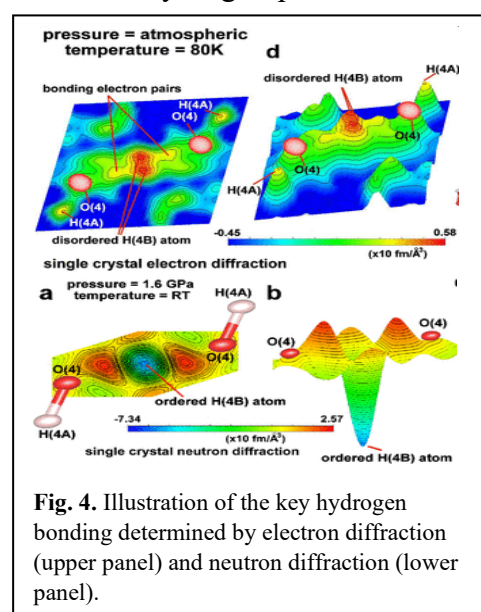 pressure = atmospheric
temperature = 80K
d
disordered H(4B) atom
H(4A)
bonding electron pairs
H(4A)
O(4)
O(4)
O(4)
O(4)
H(4A)
H(4A)
disordered H(4B) atom
-0.45
0.58
(x10 fm/Å³)
single crystal electron diffraction
a
pressure = 1.6 GPa
temperature = RT
b
H(4A)
O(4)
O(4)
O(4)
O(4)
ordered H(4B) atom
H(4A)
-7.34
2.57
(x10 fm/Å³)
single crystal neutron diffraction
ordered H(4B) atom
Fig. 4. Illustration of the key hydrogen
bonding determined by electron diffraction
(upper panel) and neutron diffraction (lower
panel).